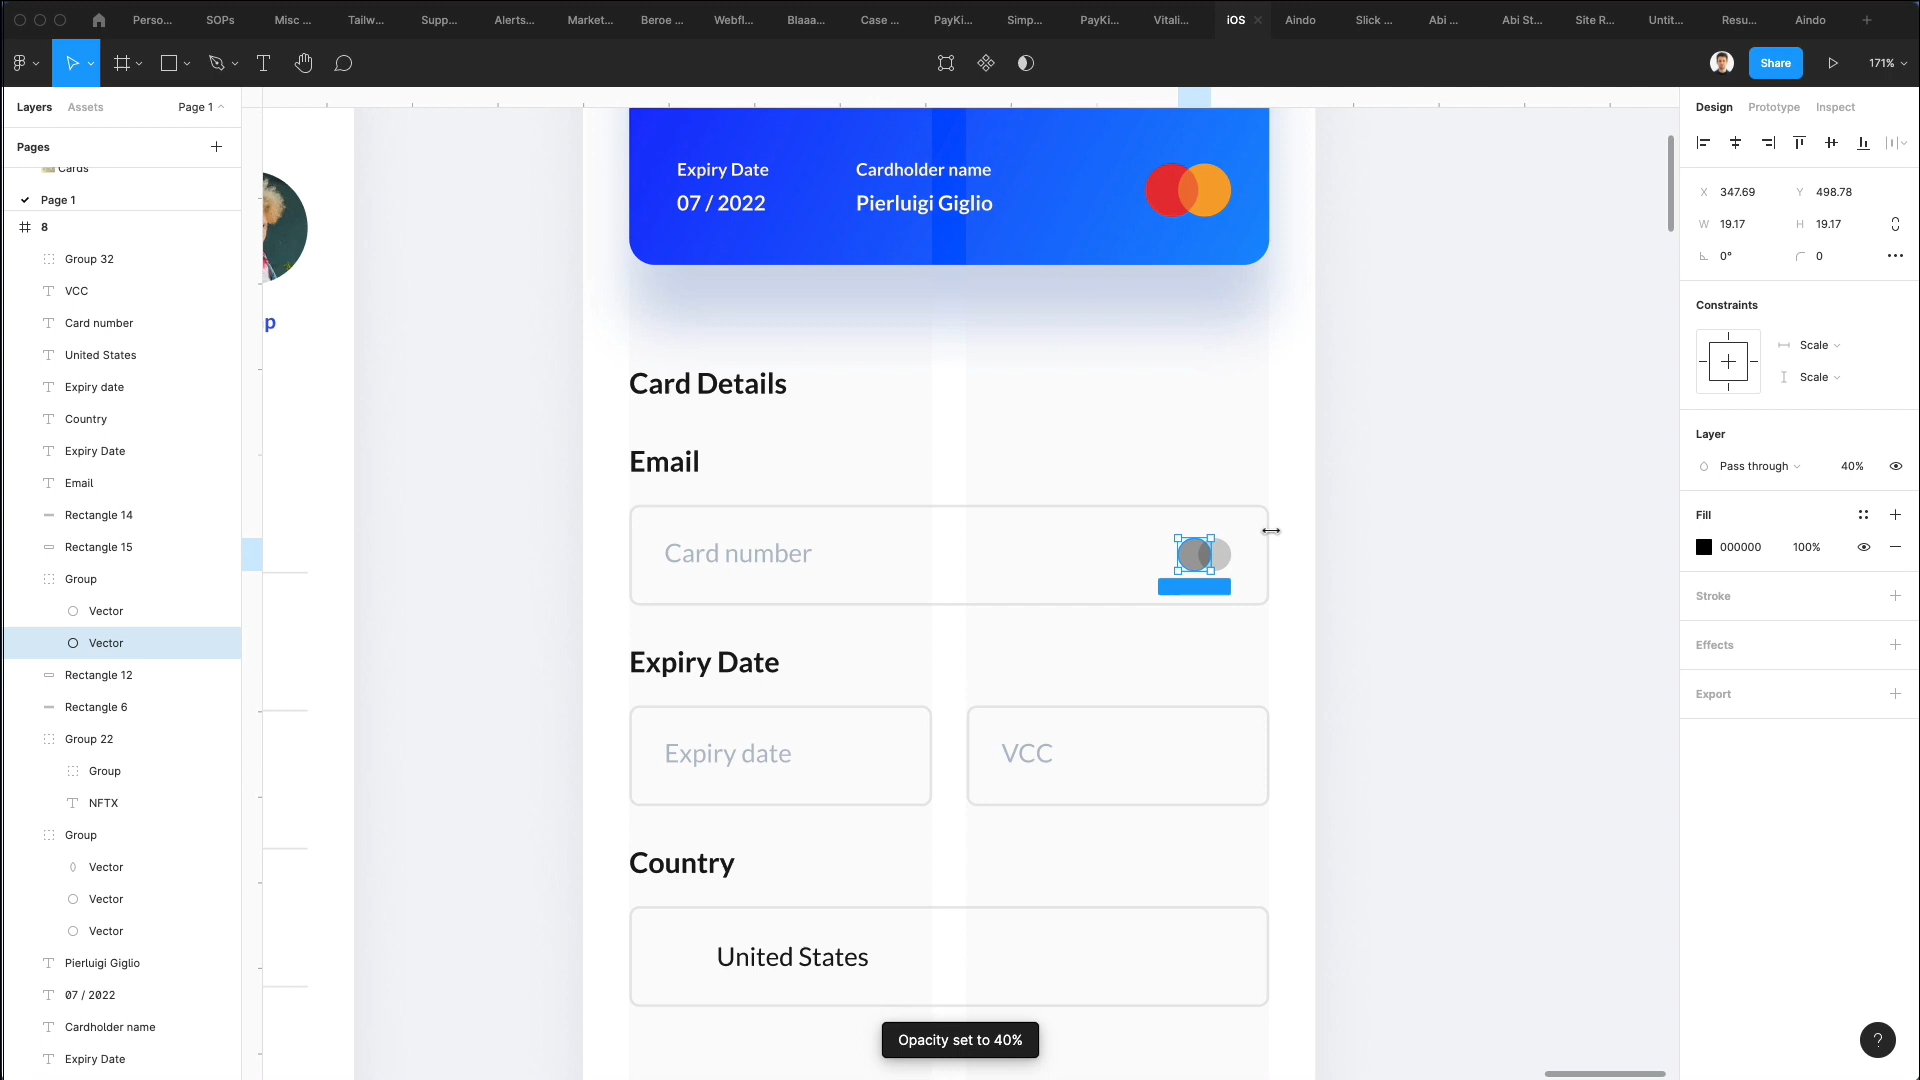 Perso...
SOPs
Misc ...
Tailw...
Supp...
Alerts...
Market...
Beroe ...
Webfl...
Blaaa...
Case ...
PayKi...
Simp...
PayKi...
Vitali...
iOS
Aindo
Slick ...
Abi ...
Abi St...
Site R...
Untit...
Resu...
Aindo
Share
171%
Layers
Assets
Page 1
Pages
Cards
Page 1
8
Group 32
VCC
Card number
United States
Expiry date
Country
Expiry Date
Email
Rectangle 14
Rectangle 15
Group
Vector
Vector
Rectangle 12
Rectangle 6
Group 22
Group
NFTX
Group
Vector
Vector
Vector
Pierluigi Giglio
07 / 2022
Cardholder name
Expiry Date
p
Expiry Date
07 / 2022
Cardholder name
Pierluigi Giglio
Card Details
Email
Card number
Expiry Date
Expiry date
VCC
Country
United States
Opacity set to 40%
Design
Prototype
Inspect
X 347.69
Y 498.78
W 19.17
H 19.17
0°
0
Constraints
Scale
Scale
Layer
Pass through
40%
Fill
000000
100%
Stroke
Effects
Export
?